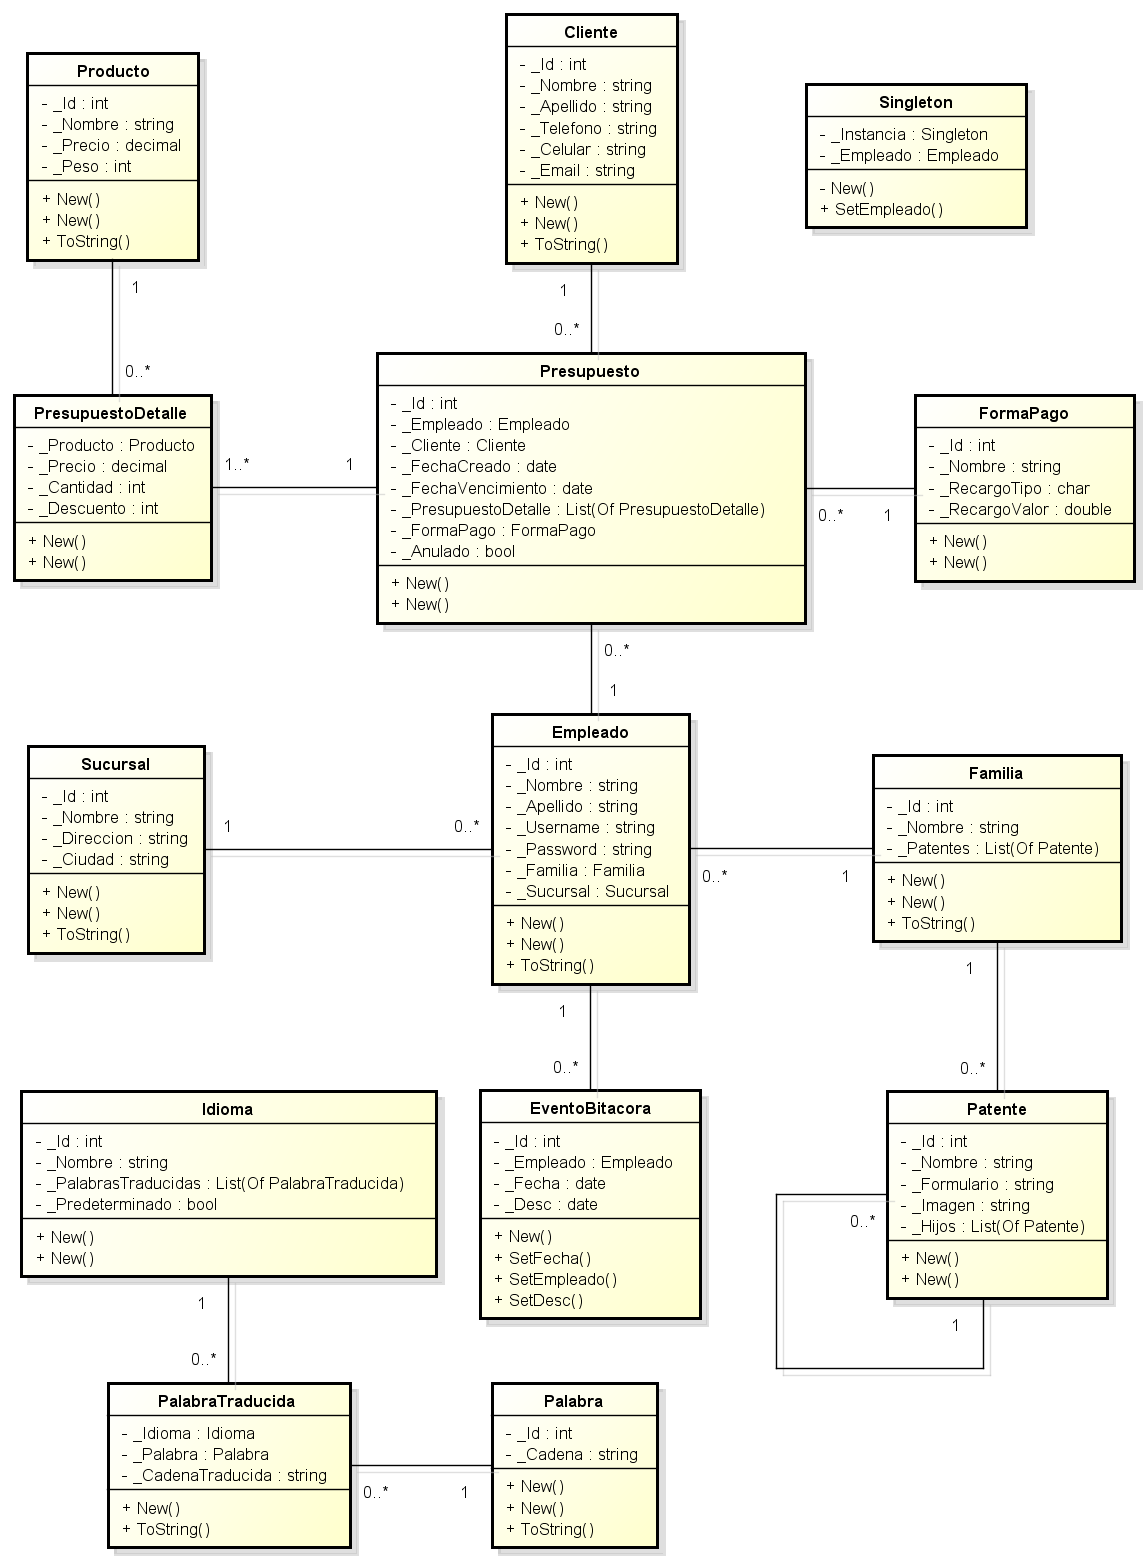 Cliente
- _Id : int
- _Nombre : string
- _Apellido : string
- _Telefono : string
- _Celular : string
- _Email : string
+ New()
+ New()
+ ToString()
Producto
- _Id : int
- _Nombre : string
- _Precio : decimal
- _Peso : int
+ New()
+ New()
+ ToString()
Singleton
- _Instancia : Singleton
- _Empleado : Empleado
- New()
+ SetEmpleado()
1
0..*
1
0..*
PresupuestoDetalle
- _Producto : Producto
- _Precio : decimal
- _Cantidad : int
- _Descuento : int
+ New()
+ New()
1..*
1
Presupuesto
- _Id : int
- _Empleado : Empleado
- _Cliente : Cliente
- _FechaCreado : date
- _FechaVencimiento : date
- _PresupuestoDetalle : List(Of PresupuestoDetalle)
- _FormaPago : FormaPago
- _Anulado : bool
+ New()
+ New()
0..*
1
FormaPago
- _Id : int
- _Nombre : string
- _RecargoTipo : char
- _RecargoValor : double
+ New()
+ New()
0..*
1
Sucursal
- _Id : int
- _Nombre : string
- _Direccion : string
- _Ciudad : string
+ New()
+ New()
+ ToString()
1
0..*
Empleado
- _Id : int
- _Nombre : string
- _Apellido : string
- _Username : string
- _Password : string
- _Familia : Familia
- _Sucursal : Sucursal
+ New()
+ New()
+ ToString()
0..*
1
Familia
- _Id : int
- _Nombre : string
- _Patentes : List(Of Patente)
+ New()
+ New()
+ ToString()
1
0..*
1
0..*
Idioma
- _Id : int
- _Nombre : string
- _PalabrasTraducidas : List(Of PalabraTraducida)
- _Predeterminado : bool
+ New()
+ New()
EventoBitacora
- _Id : int
- _Empleado : Empleado
- _Fecha : date
- _Desc : date
+ New()
+ SetFecha()
+ SetEmpleado()
+ SetDesc()
Patente
- _Id : int
- _Nombre : string
- _Formulario : string
- _Imagen : string
- _Hijos : List(Of Patente)
+ New()
+ New()
0..*
1
1
0..*
PalabraTraducida
- _Idioma : Idioma
- _Palabra : Palabra
- _CadenaTraducida : string
+ New()
+ ToString()
0..*
1
Palabra
- _Id : int
- _Cadena : string
+ New()
+ New()
+ ToString()